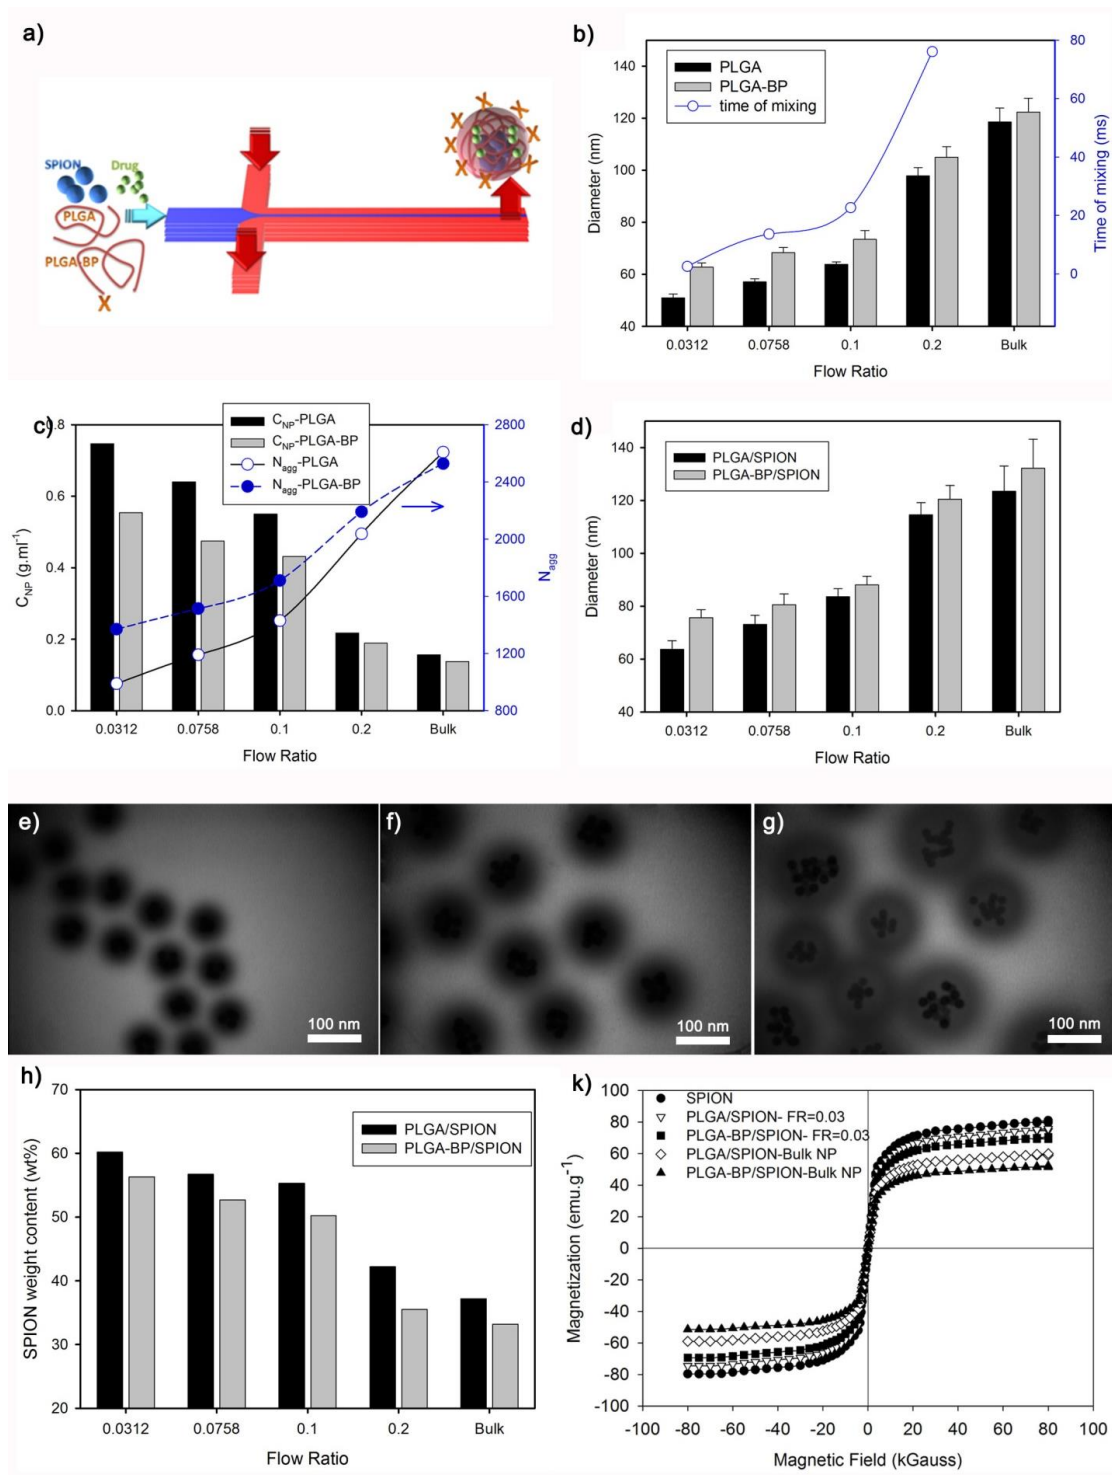 a)
SPION
Drug
PLGA
PLGA-BP
X
b)
PLGA
PLGA-BP
time of mixing
140
120
100
80
60
40
Diameter (nm)
80
60
40
20
0
Time of mixing (ms)
0.0312 0.0758 0.1 0.2 Bulk
Flow Ratio
c)
C_NP-PLGA
C_NP-PLGA-BP
N_agg-PLGA
N_agg-PLGA-BP
0.8
0.6
0.4
0.2
0.0
C_NP (g.ml⁻¹)
2800
2400
2000
1600
1200
800
N_agg
0.0312 0.0758 0.1 0.2 Bulk
Flow Ratio
d)
PLGA/SPION
PLGA-BP/SPION
140
120
100
80
60
40
Diameter (nm)
0.0312 0.0758 0.1 0.2 Bulk
Flow Ratio
e)
100 nm
f)
100 nm
g)
100 nm
h)
PLGA/SPION
PLGA-BP/SPION
70
60
50
40
30
20
SPION weight content (wt%)
0.0312 0.0758 0.1 0.2 Bulk
Flow Ratio
k)
SPION
PLGA/SPION- FR=0.03
PLGA-BP/SPION- FR=0.03
PLGA/SPION-Bulk NP
PLGA-BP/SPION-Bulk NP
100
80
60
40
20
0
-20
-40
-60
-80
-100
Magnetization (emu.g⁻¹)
-100 -80 -60 -40 -20 0 20 40 60 80 100
Magnetic Field (kGauss)